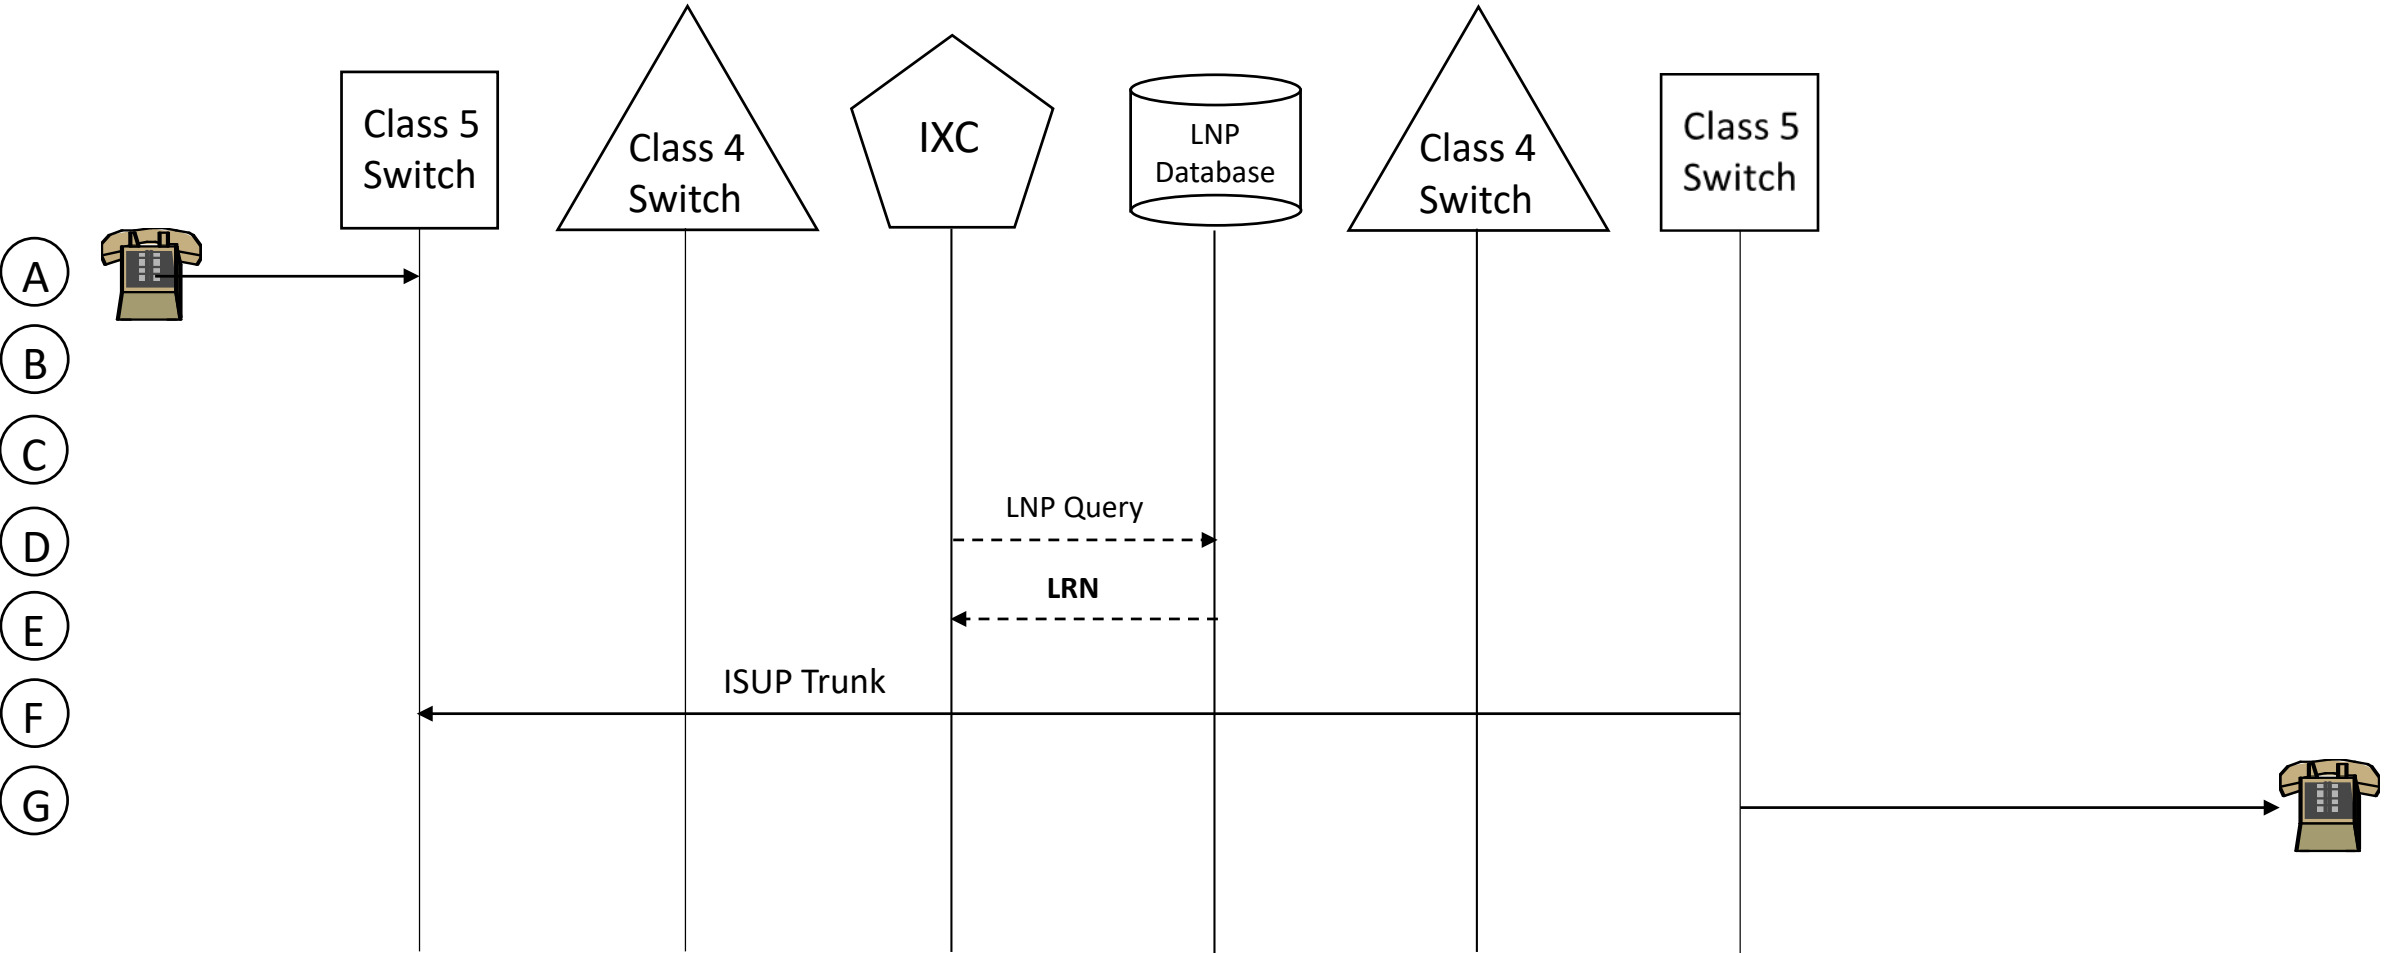 Class 5
Switch
Class 4
Switch
IXC
LNP
Database
Class 4
Switch
Class 5
Switch
A
B
C
LNP Query
D
LRN
E
ISUP Trunk
F
G